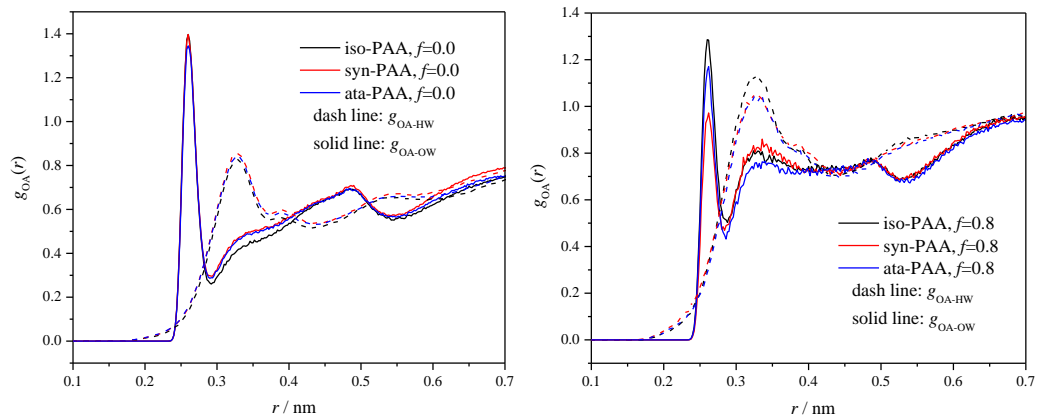 1.4
1.2
1.0
0.8
0.6
0.4
0.2
0.0
g_OA(r)
iso-PAA, f=0.0
syn-PAA, f=0.0
ata-PAA, f=0.0
dash line: g_OA-HW
solid line: g_OA-OW
0.1 0.2 0.3 0.4 0.5 0.6 0.7
r / nm
1.4
1.2
1.0
0.8
0.6
0.4
0.2
0.0
g_OA(r)
iso-PAA, f=0.8
syn-PAA, f=0.8
ata-PAA, f=0.8
dash line: g_OA-HW
solid line: g_OA-OW
0.1 0.2 0.3 0.4 0.5 0.6 0.7
r / nm